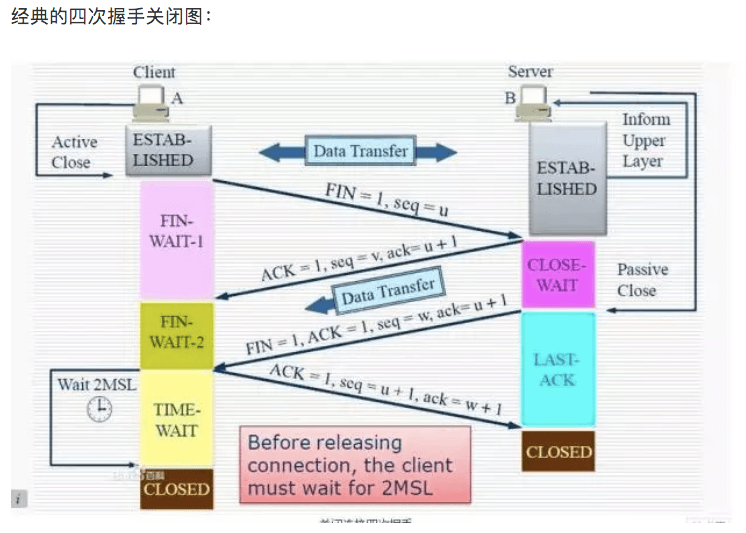 经典的四次握手关闭图：
Client
Server
A
B
Active
Close
ESTAB-
LISHED
Data Transfer
Inform
Upper
Layer
ESTAB-
LISHED
FIN = 1, seq = u
FIN-
WAIT-1
ACK = 1, seq = v, ack= u + 1
CLOSE-
WAIT
Passive
Close
Data Transfer
FIN-
WAIT-2
FIN = 1, ACK = 1, seq = w, ack= u + 1
LAST-
ACK
ACK = 1, seq = u + 1, ack = w + 1
Wait 2MSL
TIME-
WAIT
Before releasing
connection, the client
must wait for 2MSL
CLOSED
百科
CLOSED
i